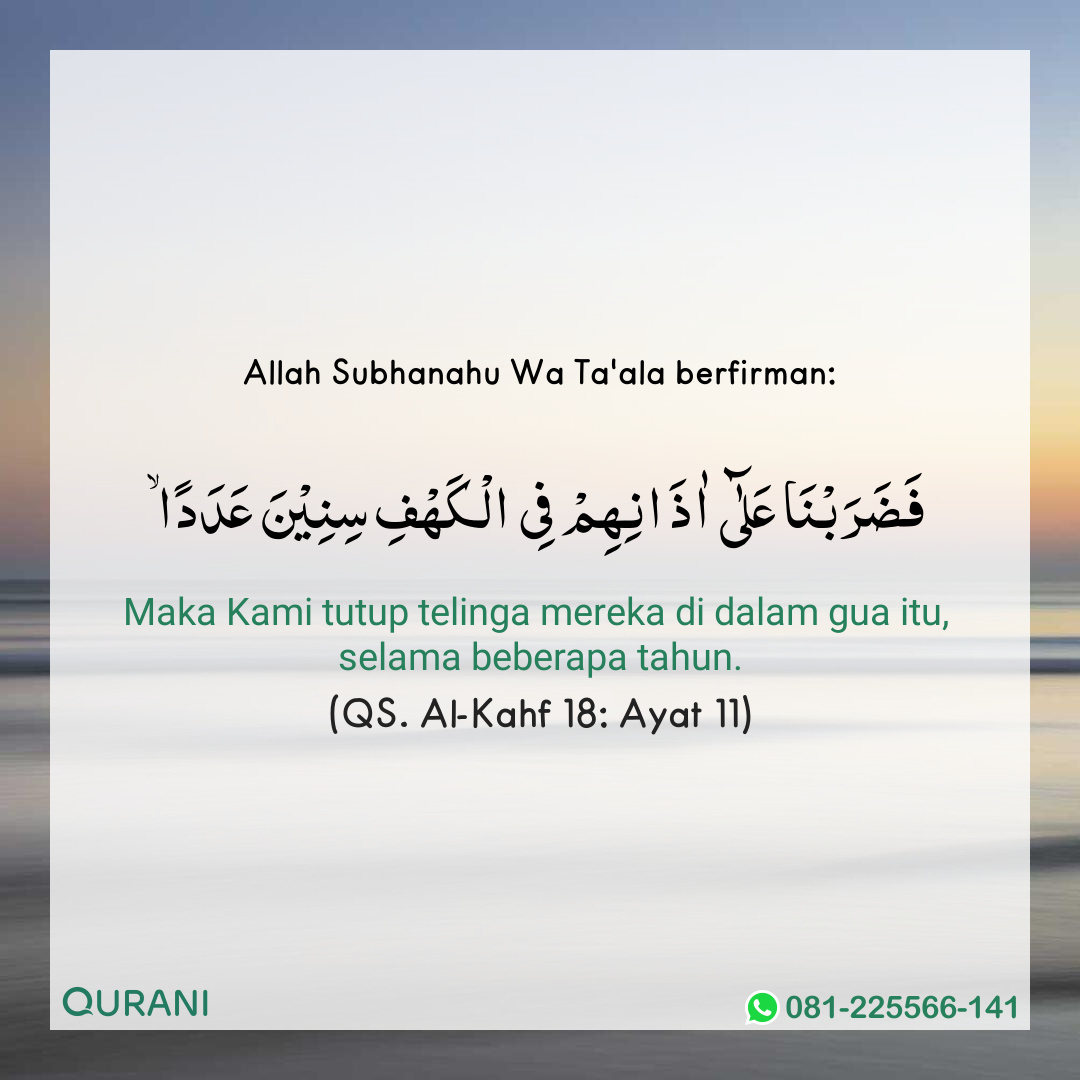 Allah Subhanahu Wa Ta'ala berfirman:
فَضَرَبْنَا عَلٰۤى اٰذَا نِهِمْ فِى الْـكَهْفِ سِنِيْنَ عَدَدًا ۙ
Maka Kami tutup telinga mereka di dalam gua itu,
selama beberapa tahun.
(QS. Al-Kahf 18: Ayat 11)
QURANI
081-225566-141